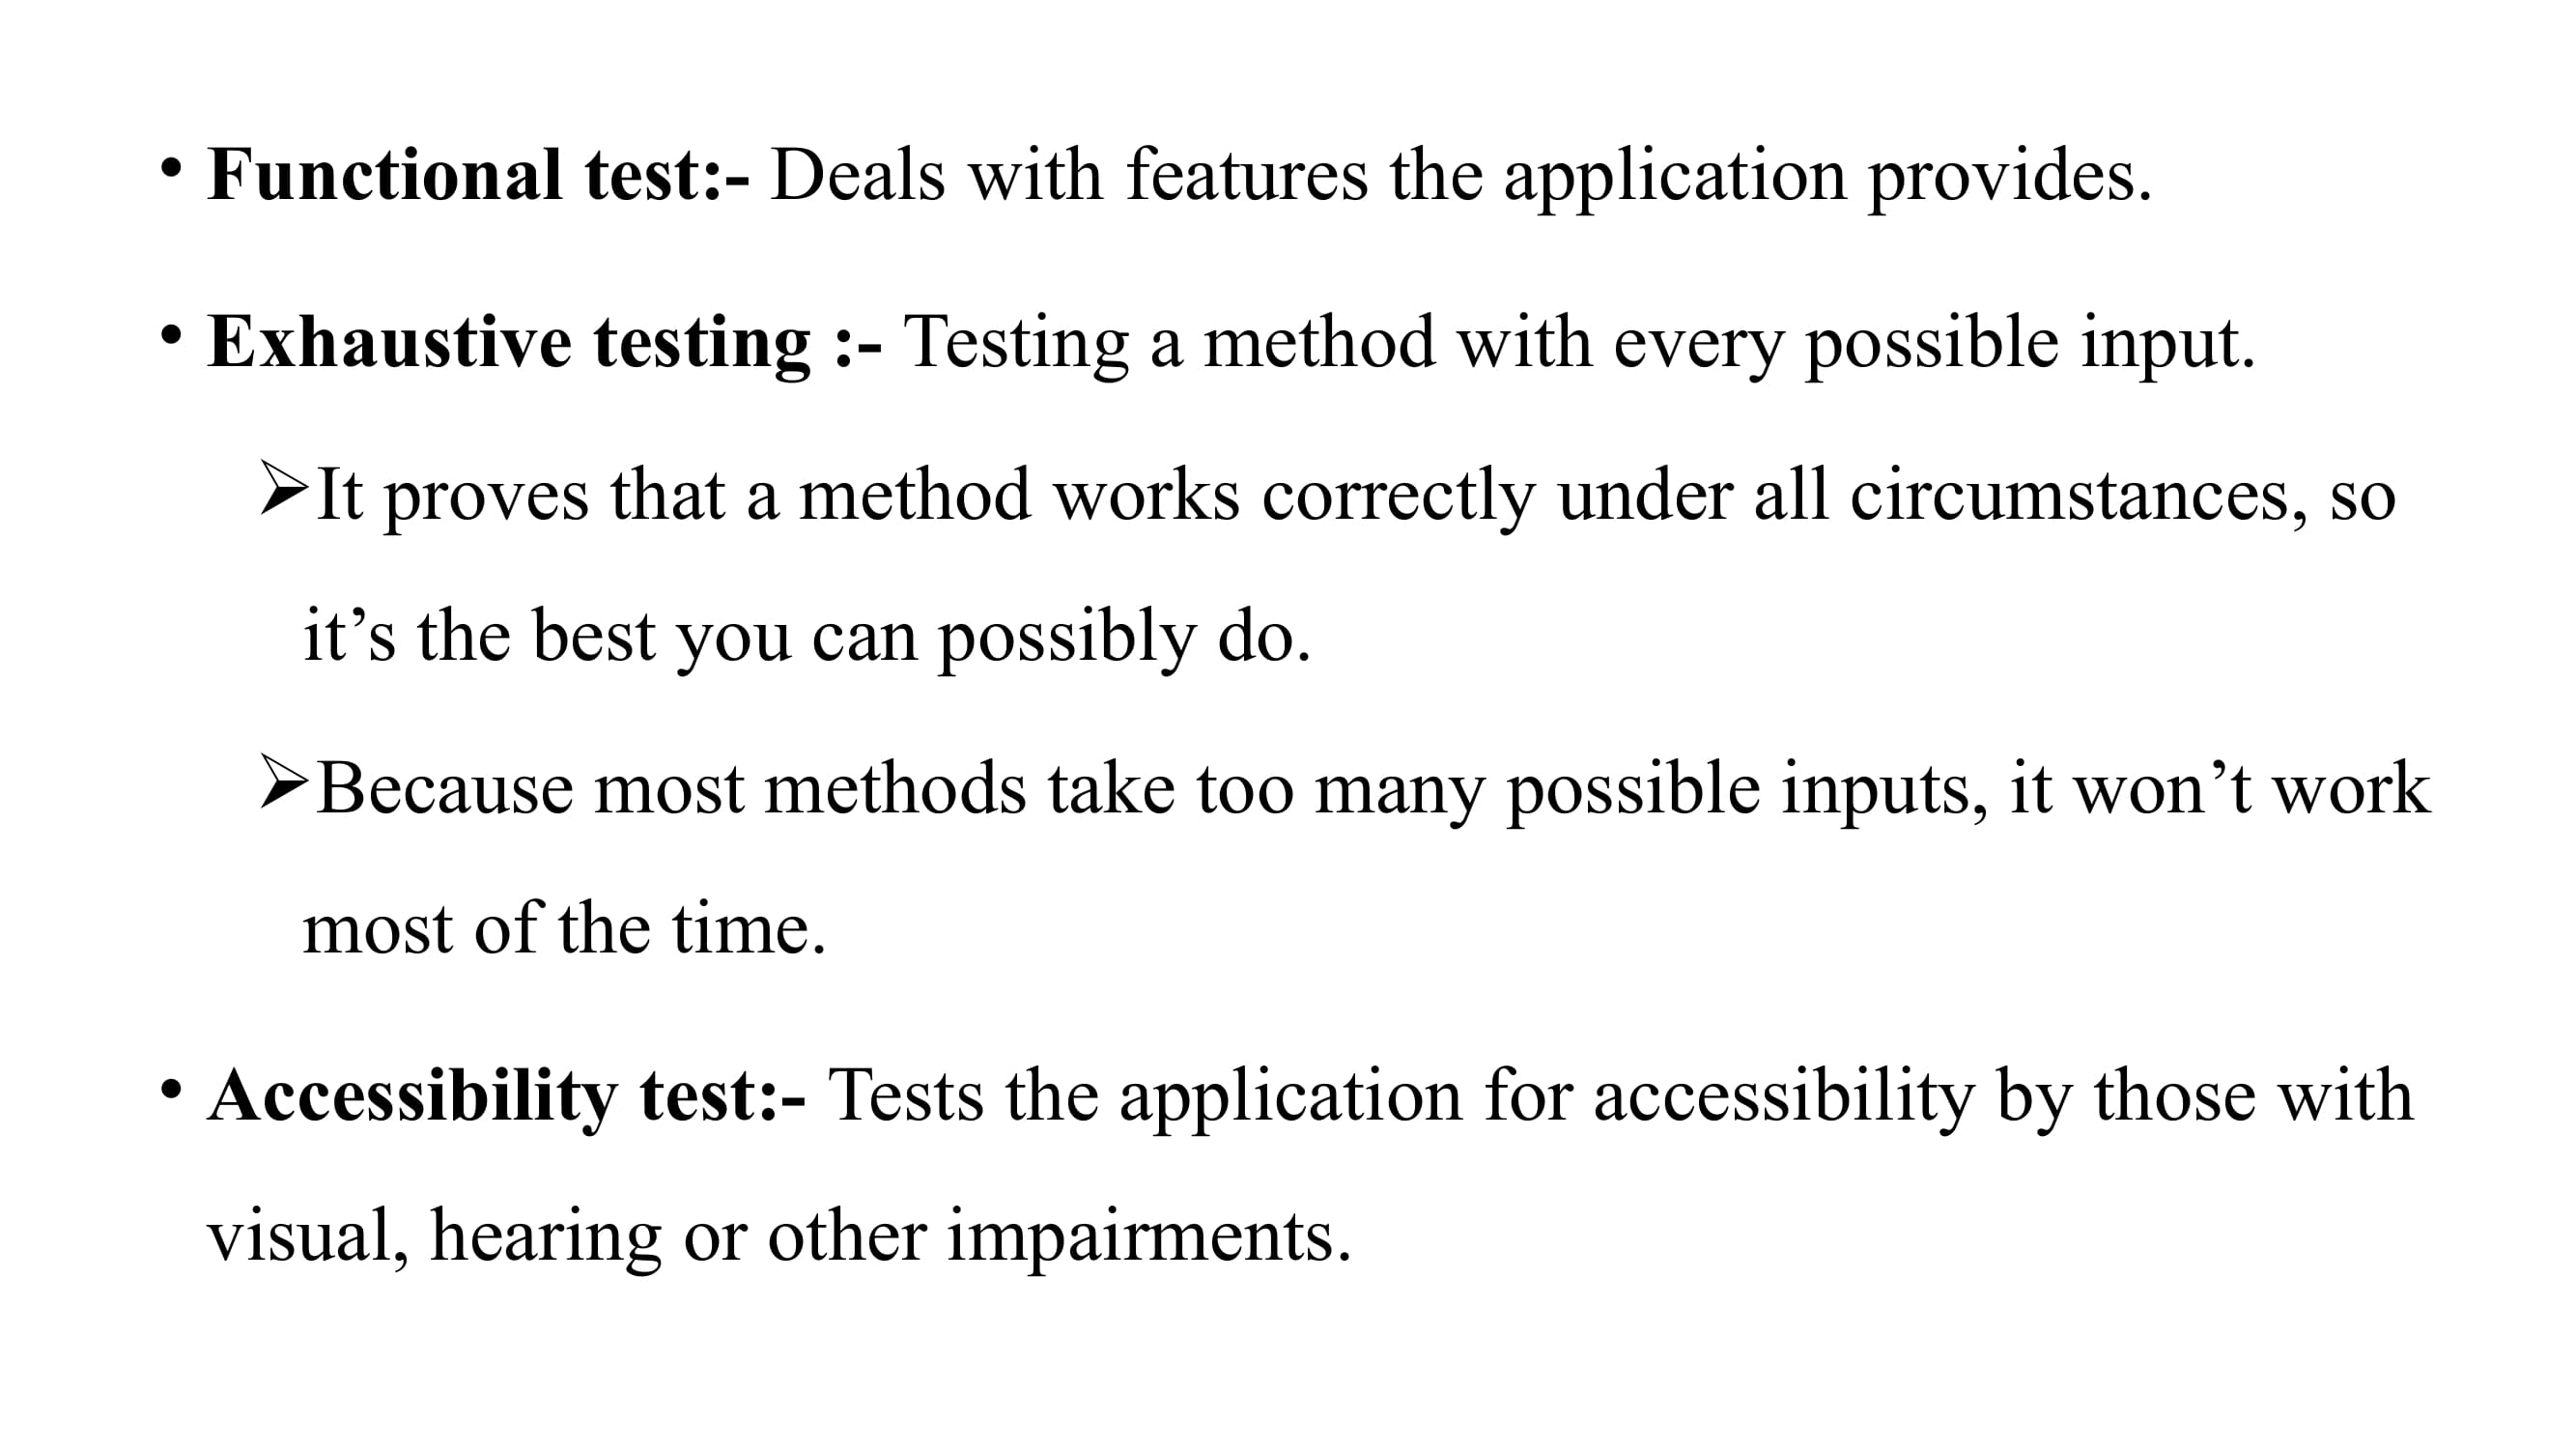 • Functional test:- Deals with features the application provides.
• Exhaustive testing :- Testing a method with every possible input.
➢It proves that a method works correctly under all circumstances, so
it’s the best you can possibly do.
➢Because most methods take too many possible inputs, it won’t work
most of the time.
• Accessibility test:- Tests the application for accessibility by those with
visual, hearing or other impairments.